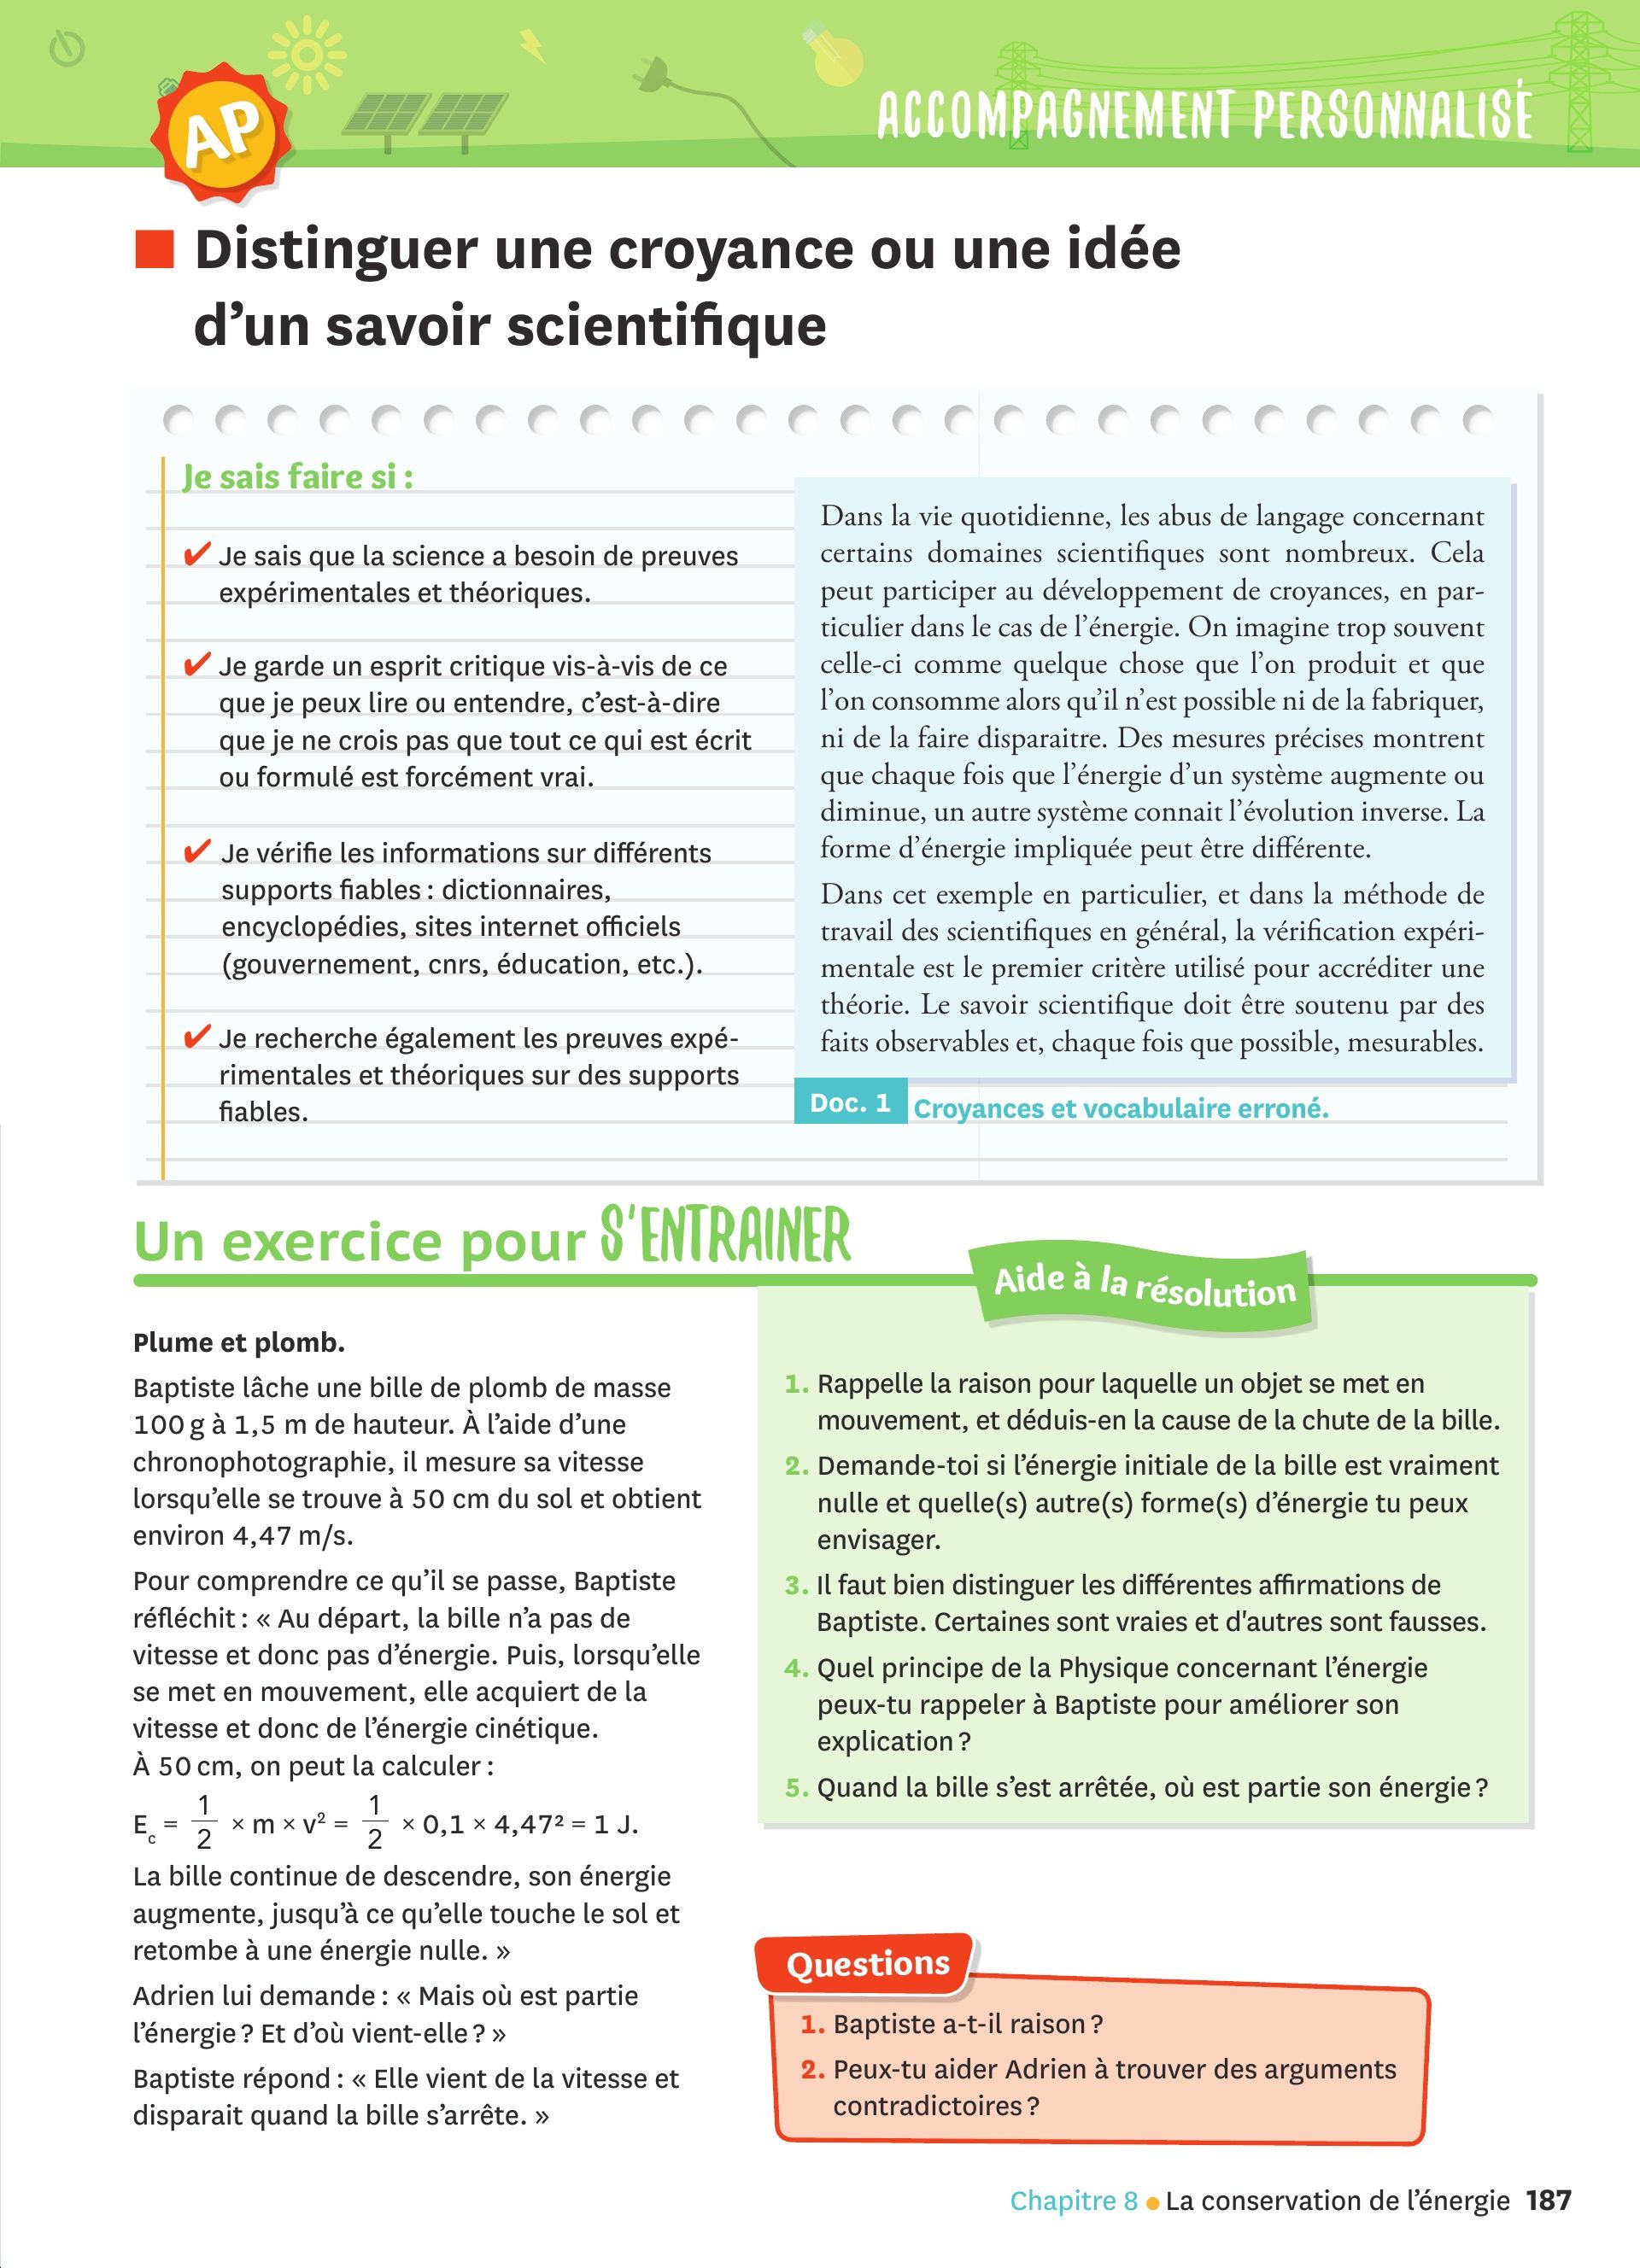 AP
ACCOMPAGNEMENT PERSONNALISÉ
Distinguer une croyance ou une idée
d'un savoir scientifique
Je sais faire si :
✔ Je sais que la science a besoin de preuves
expérimentales et théoriques.
✔ Je garde un esprit critique vis-à-vis de ce
que je peux lire ou entendre, c'est-à-dire
que je ne crois pas que tout ce qui est écrit
ou formulé est forcément vrai.
✔ Je vérifie les informations sur différents
supports fiables : dictionnaires,
encyclopédies, sites internet officiels
(gouvernement, cnrs, éducation, etc.).
✔ Je recherche également les preuves expé-
rimentales et théoriques sur des supports
fiables.
Dans la vie quotidienne, les abus de langage concernant
certains domaines scientifiques sont nombreux. Cela
peut participer au développement de croyances, en par-
ticulier dans le cas de l'énergie. On imagine trop souvent
celle-ci comme quelque chose que l'on produit et que
l'on consomme alors qu'il n'est possible ni de la fabriquer,
ni de la faire disparaitre. Des mesures précises montrent
que chaque fois que l'énergie d'un système augmente ou
diminue, un autre système connait l'évolution inverse. La
forme d'énergie impliquée peut être différente.
Dans cet exemple en particulier, et dans la méthode de
travail des scientifiques en général, la vérification expéri-
mentale est le premier critère utilisé pour accréditer une
théorie. Le savoir scientifique doit être soutenu par des
faits observables et, chaque fois que possible, mesurables.
Doc. 1 Croyances et vocabulaire erroné.
Un exercice pour S'ENTRAINER
Plume et plomb.
Baptiste lâche une bille de plomb de masse
100 g à 1,5 m de hauteur. À l'aide d'une
chronophotographie, il mesure sa vitesse
lorsqu'elle se trouve à 50 cm du sol et obtient
environ 4,47 m/s.
Pour comprendre ce qu'il se passe, Baptiste
réfléchit : « Au départ, la bille n'a pas de
vitesse et donc pas d'énergie. Puis, lorsqu'elle
se met en mouvement, elle acquiert de la
vitesse et donc de l'énergie cinétique.
À 50 cm, on peut la calculer :
E_c = 1/2 × m × v² = 1/2 × 0,1 × 4,47² = 1 J.
La bille continue de descendre, son énergie
augmente, jusqu'à ce qu'elle touche le sol et
retombe à une énergie nulle. »
Adrien lui demande : « Mais où est partie
l'énergie ? Et d'où vient-elle ? »
Baptiste répond : « Elle vient de la vitesse et
disparait quand la bille s'arrête. »
Aide à la résolution
1. Rappelle la raison pour laquelle un objet se met en
mouvement, et déduis-en la cause de la chute de la bille.
2. Demande-toi si l'énergie initiale de la bille est vraiment
nulle et quelle(s) autre(s) forme(s) d'énergie tu peux
envisager.
3. Il faut bien distinguer les différentes affirmations de
Baptiste. Certaines sont vraies et d'autres sont fausses.
4. Quel principe de la Physique concernant l'énergie
peux-tu rappeler à Baptiste pour améliorer son
explication ?
5. Quand la bille s'est arrêtée, où est partie son énergie ?
Questions
1. Baptiste a-t-il raison ?
2. Peux-tu aider Adrien à trouver des arguments
contradictoires ?
Chapitre 8 • La conservation de l'énergie 187